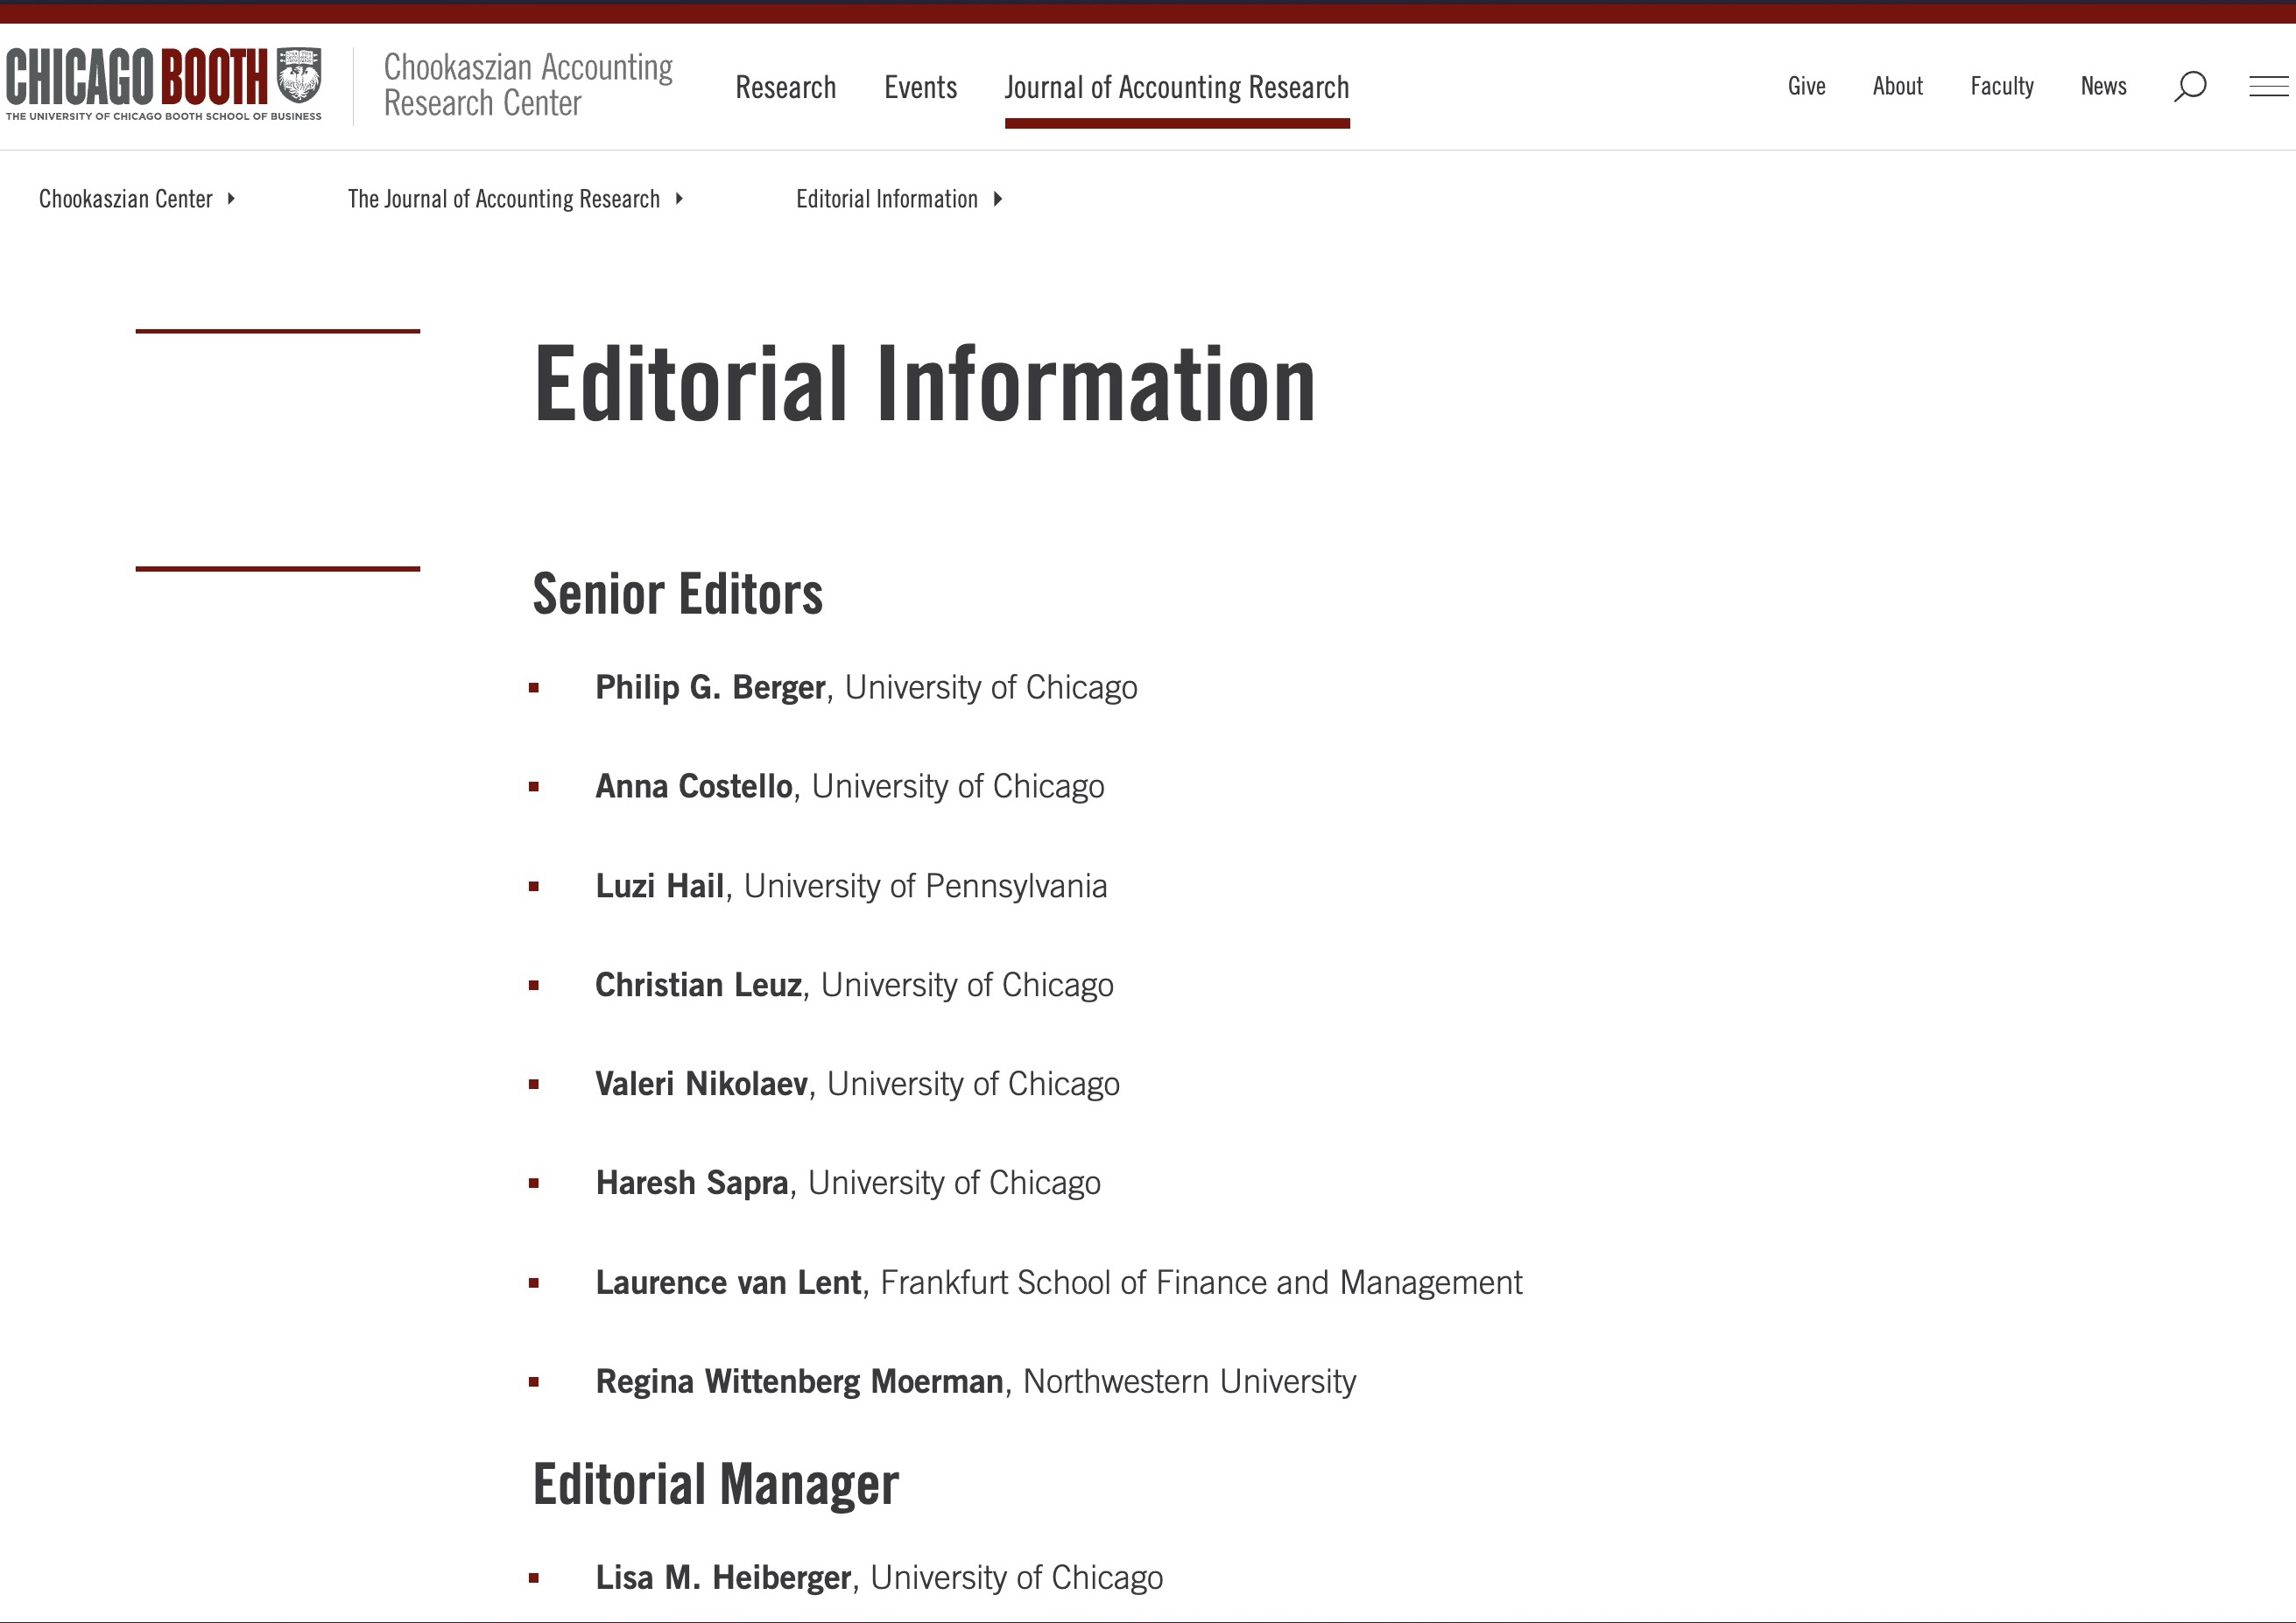 CHICAGO BOOTH
THE UNIVERSITY OF CHICAGO BOOTH SCHOOL OF BUSINESS
Chookaszian Accounting
Research Center
Research
Events
Journal of Accounting Research
Give
About
Faculty
News
Chookaszian Center
The Journal of Accounting Research
Editorial Information
Editorial Information
Senior Editors
Philip G. Berger, University of Chicago
Anna Costello, University of Chicago
Luzi Hail, University of Pennsylvania
Christian Leuz, University of Chicago
Valeri Nikolaev, University of Chicago
Haresh Sapra, University of Chicago
Laurence van Lent, Frankfurt School of Finance and Management
Regina Wittenberg Moerman, Northwestern University
Editorial Manager
Lisa M. Heiberger, University of Chicago